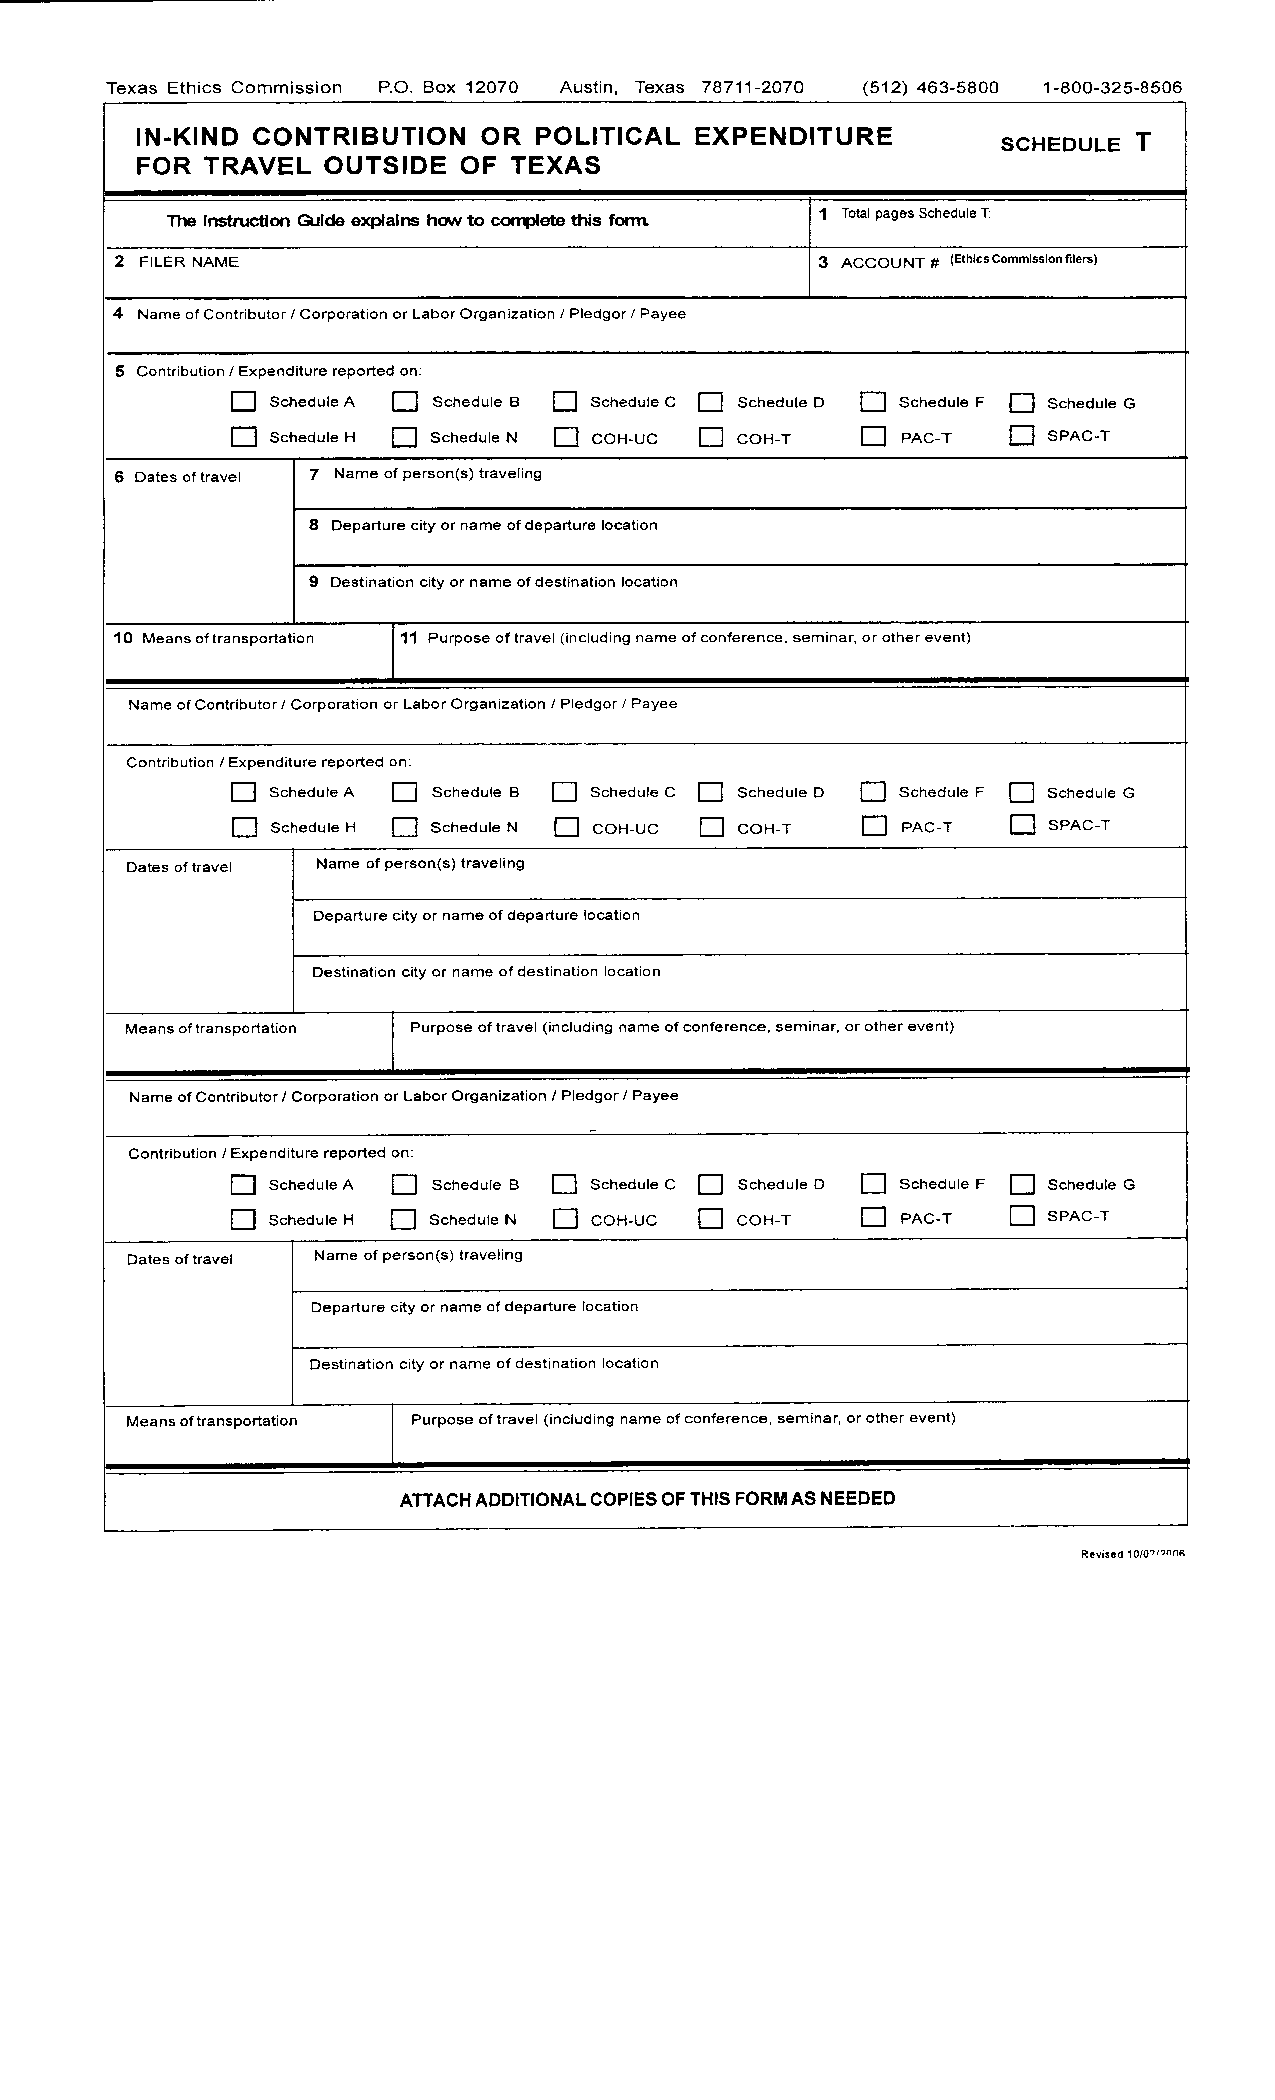 Texas Ethics Commission P.O. Box 12070 Austin, Texas 78711-2070 (512) 463-5800 1-800-325-8506
IN-KIND CONTRIBUTION OR POLITICAL EXPENDITURE
FOR TRAVEL OUTSIDE OF TEXAS
SCHEDULE T
The Instruction Guide explains how to complete this form.
1 Total pages Schedule T:
2 FILER NAME
3 ACCOUNT # (Ethics Commission filers)
4 Name of Contributor / Corporation or Labor Organization / Pledgor / Payee
5 Contribution / Expenditure reported on:
Schedule A Schedule B Schedule C Schedule D Schedule F Schedule G
Schedule H Schedule N COH-UC COH-T PAC-T SPAC-T
6 Dates of travel
7 Name of person(s) traveling
8 Departure city or name of departure location
9 Destination city or name of destination location
10 Means of transportation
11 Purpose of travel (including name of conference, seminar, or other event)
Name of Contributor / Corporation or Labor Organization / Pledgor / Payee
Contribution / Expenditure reported on:
Schedule A Schedule B Schedule C Schedule D Schedule F Schedule G
Schedule H Schedule N COH-UC COH-T PAC-T SPAC-T
Dates of travel
Name of person(s) traveling
Departure city or name of departure location
Destination city or name of destination location
Means of transportation
Purpose of travel (including name of conference, seminar, or other event)
Name of Contributor / Corporation or Labor Organization / Pledgor / Payee
Contribution / Expenditure reported on:
Schedule A Schedule B Schedule C Schedule D Schedule F Schedule G
Schedule H Schedule N COH-UC COH-T PAC-T SPAC-T
Dates of travel
Name of person(s) traveling
Departure city or name of departure location
Destination city or name of destination location
Means of transportation
Purpose of travel (including name of conference, seminar, or other event)
ATTACH ADDITIONAL COPIES OF THIS FORM AS NEEDED
Revised